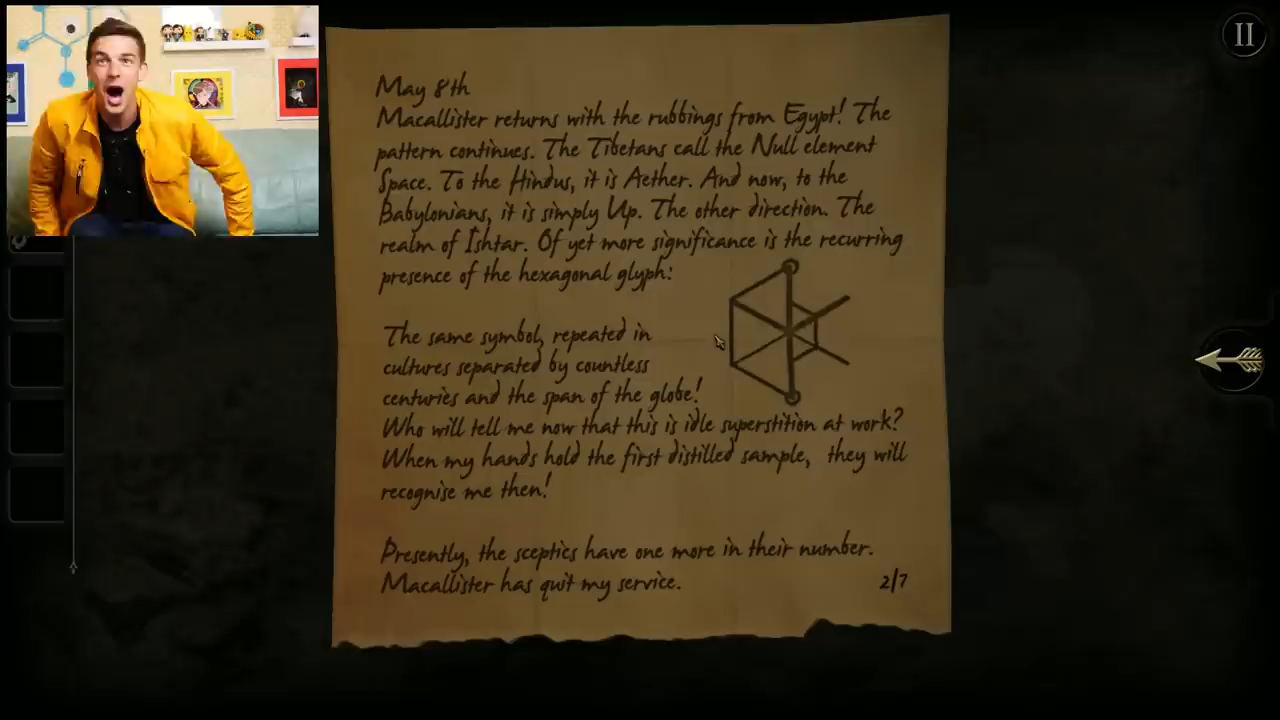 May 8th
Macallister returns with the rubbings from Egypt! The
pattern continues. The Tibetans call the Null element
Space. To the Hindus, it is Aether. And now, to the
Babylonians, it is simply Up. The other direction. The
realm of Ishtar. Of yet more significance is the recurring
presence of the hexagonal glyph:
The same symbol, repeated in
cultures separated by countless
centuries and the span of the globe!
Who will tell me now that this is idle superstition at work?
When my hands hold the first distilled sample, they will
recognise me then!
Presently, the sceptics have one more in their number.
Macallister has quit my service.
2/7